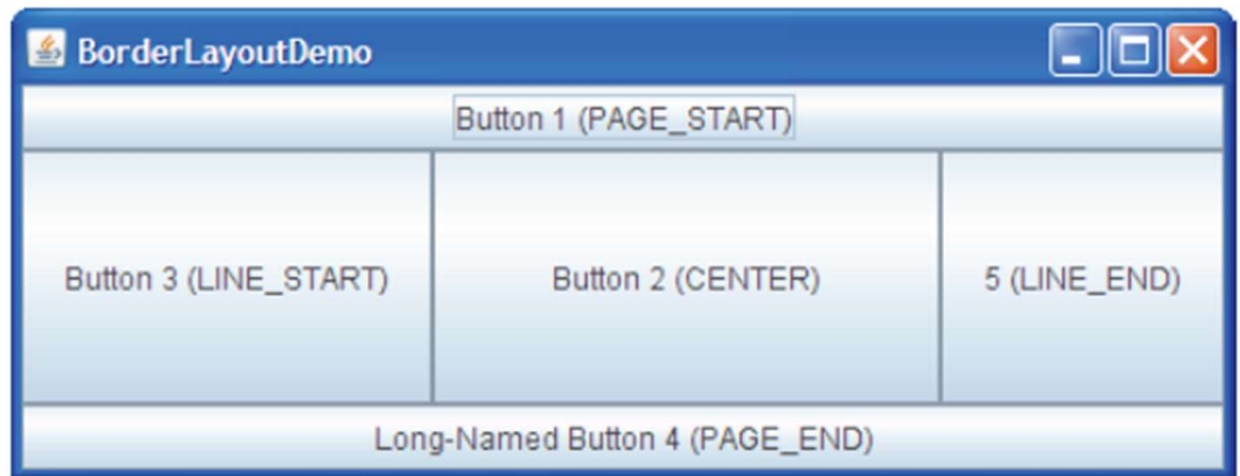 BorderLayoutDemo
Button 1 (PAGE_START)
Button 3 (LINE_START)
Button 2 (CENTER)
5 (LINE_END)
Long-Named Button 4 (PAGE_END)